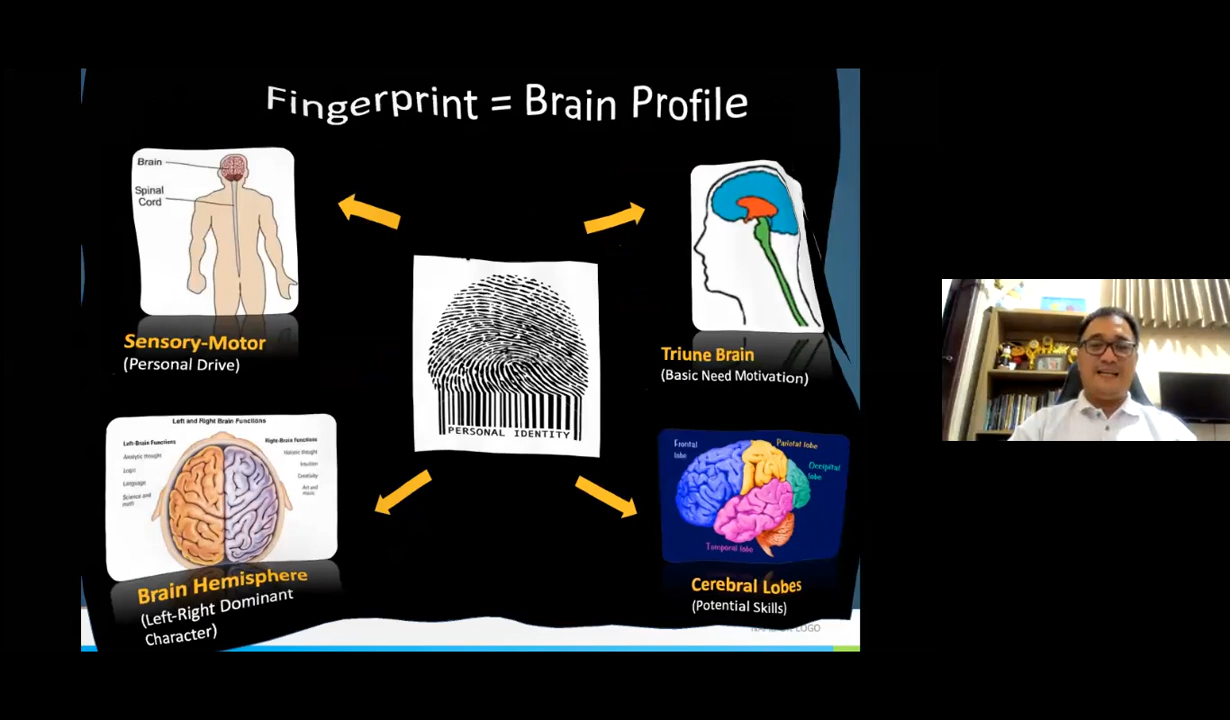 Fingerprint = Brain Profile
Brain
Spinal
Cord
Sensory-Motor
(Personal Drive)
Triune Brain
(Basic Need Motivation)
PERSONAL IDENTITY
Left and Right Brain Functions
Left-Brain Functions
Analytic thought
Logic
Language
Science and
math
Right-Brain Functions
Holistic thought
Intuition
Creativity
Art and
music
Brain Hemisphere
(Left-Right Dominant
Character)
Frontal
lobe
Parietal lobe
Occipital
lobe
Temporal lobe
Cerebral Lobes
(Potential Skills)
LOGO